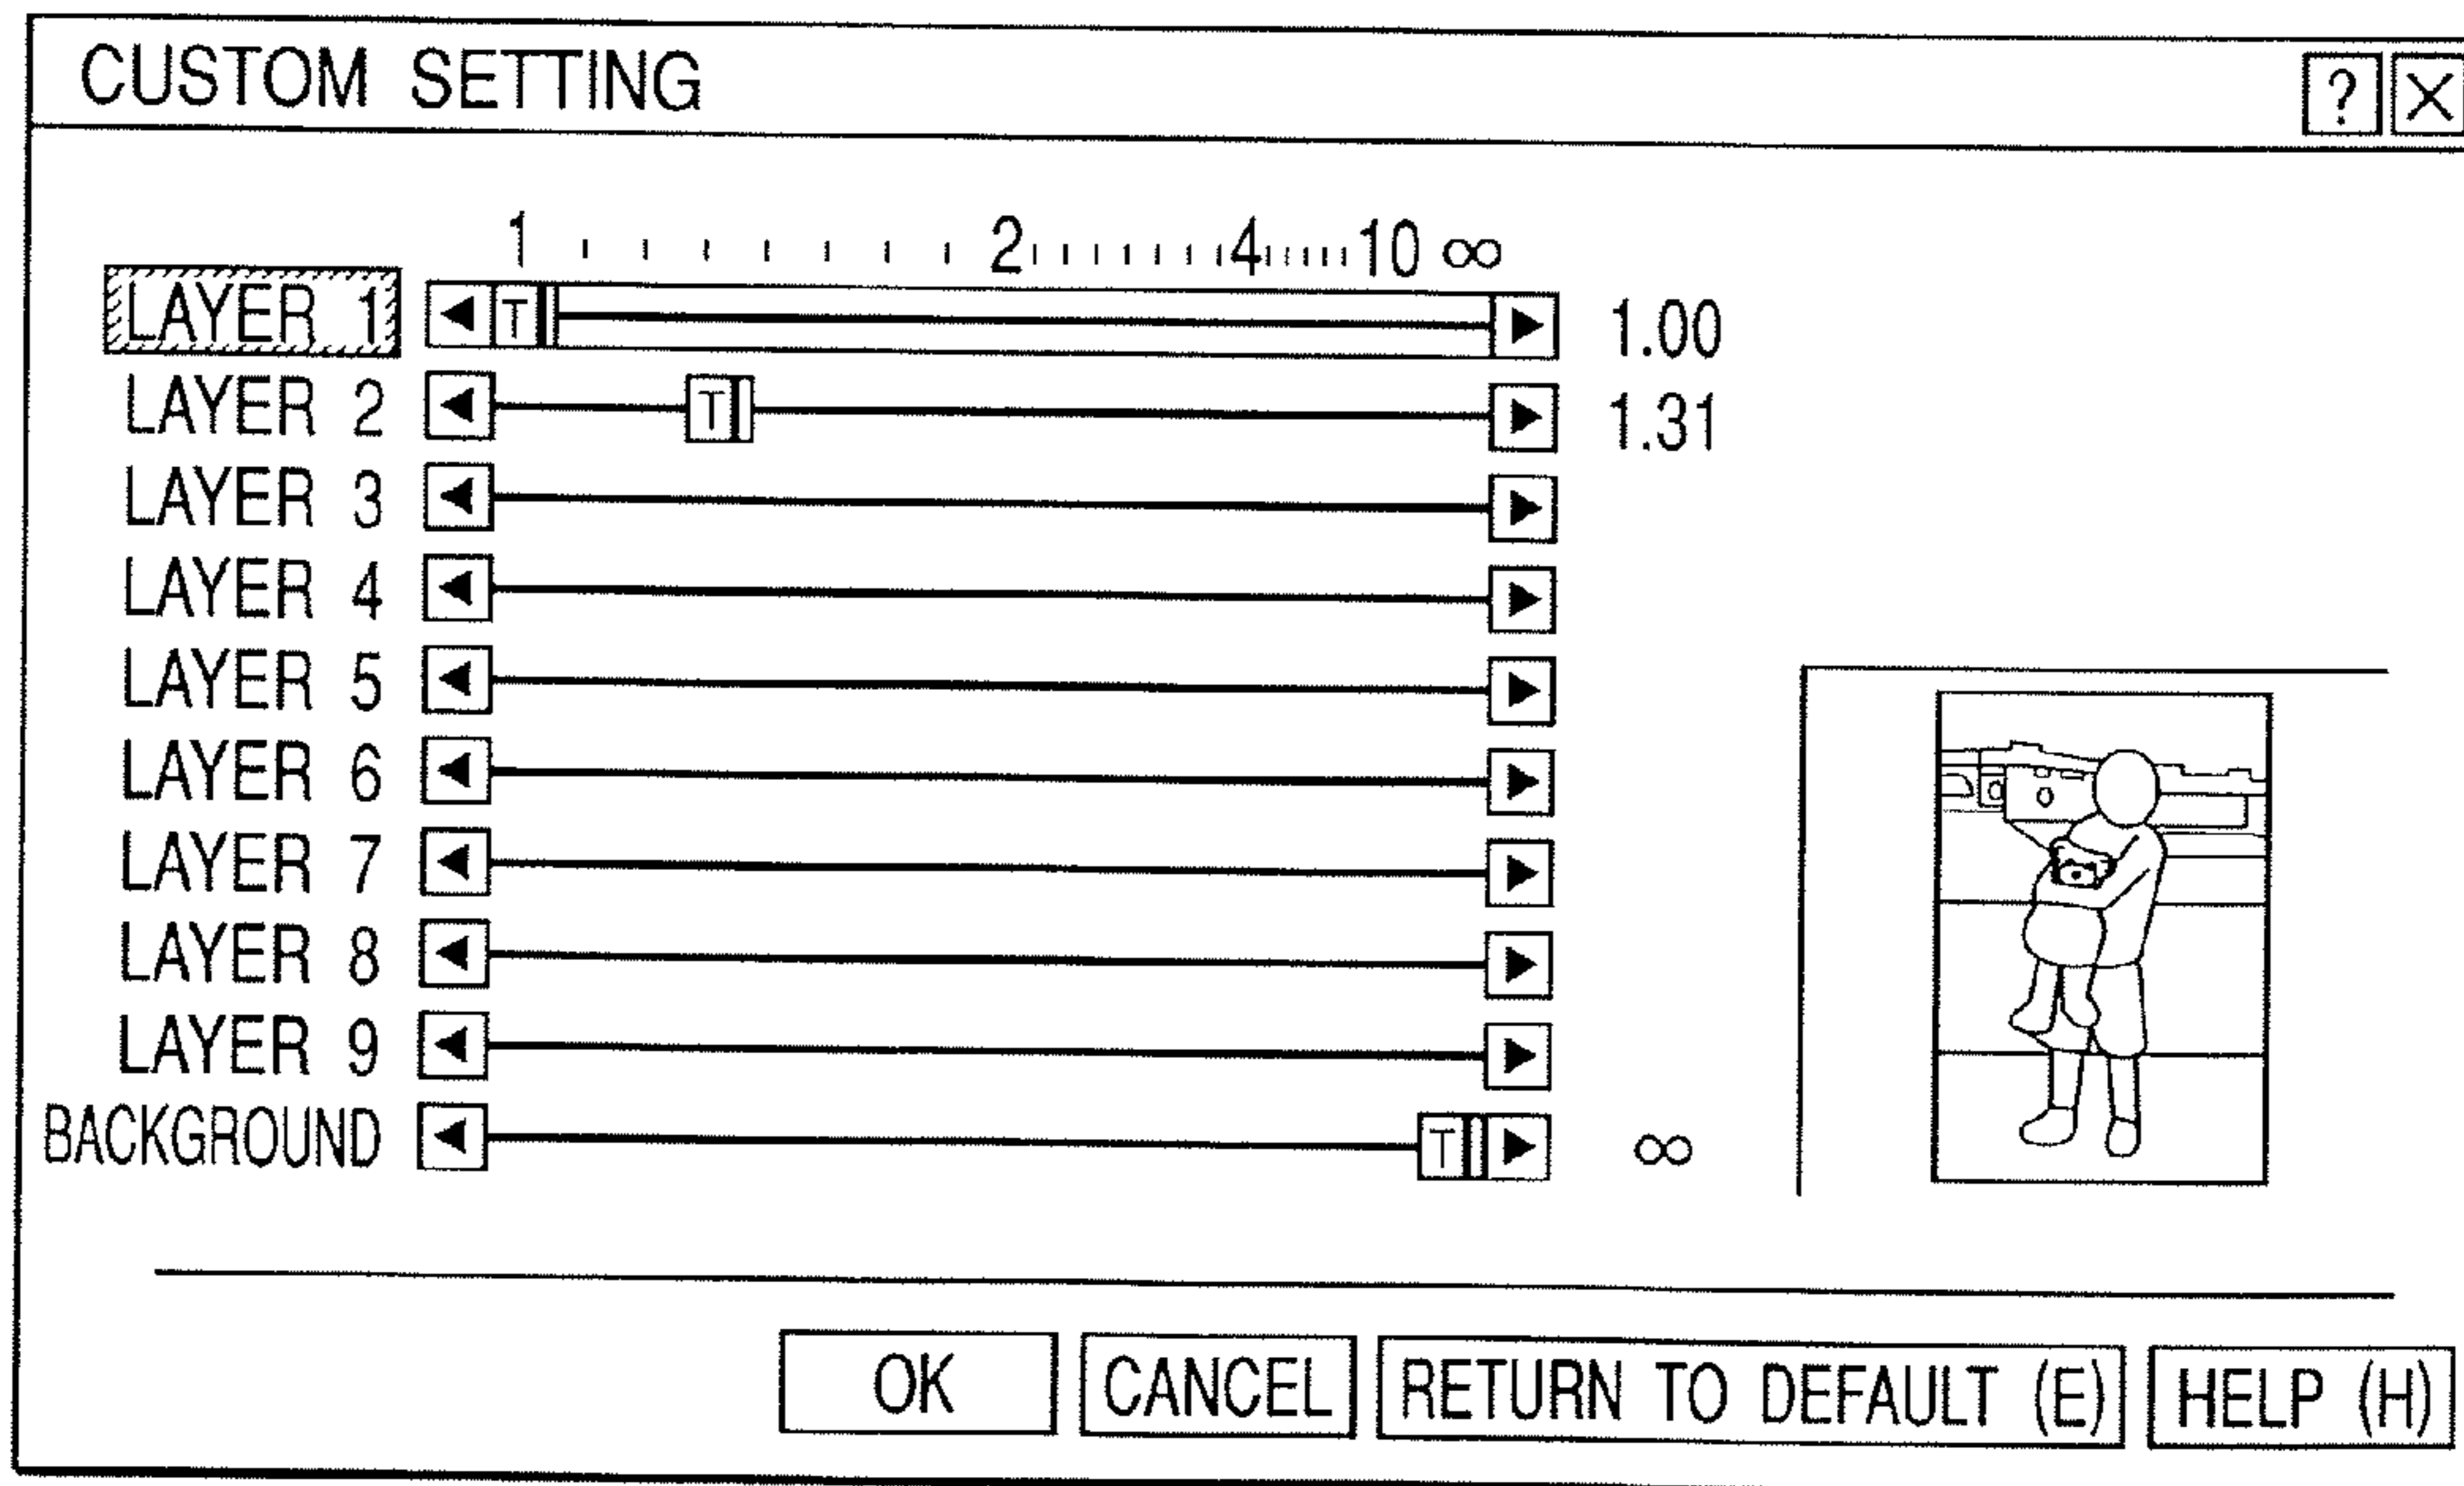 CUSTOM SETTING ? X
1 2 4 10 ∞
LAYER 1 T 1.00
LAYER 2 T 1.31
LAYER 3
LAYER 4
LAYER 5
LAYER 6
LAYER 7
LAYER 8
LAYER 9
BACKGROUND T ∞
OK CANCEL RETURN TO DEFAULT (E) HELP (H)